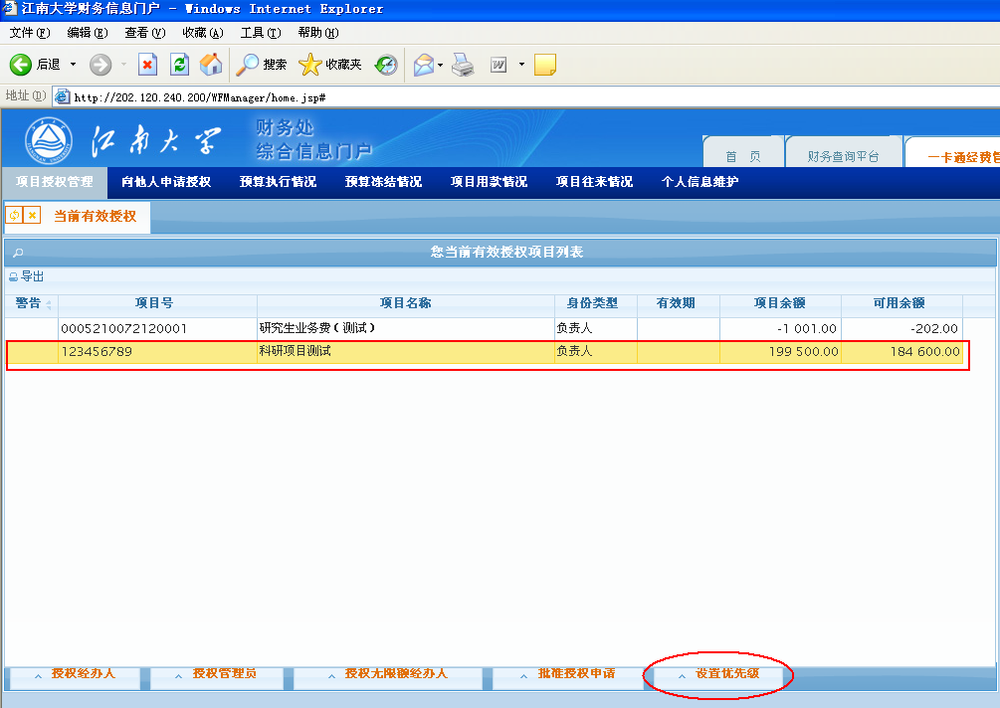 江南大学财务信息门户 - Windows Internet Explorer
文件(F) 编辑(E) 查看(V) 收藏(A) 工具(T) 帮助(H)
后退 搜索 收藏夹
地址(D) http://202.120.240.200/WFManager/home.jsp#
江南大学 财务处
综合信息门户
首 页 财务查询平台 一卡通经费管
项目授权管理 向他人申请授权 预算执行情况 预算冻结情况 项目用款情况 项目往来情况 个人信息维护
当前有效授权
您当前有效授权项目列表
导出
警告 项目号 项目名称 身份类型 有效期 项目余额 可用余额
0005210072120001 研究生业务费(测试) 负责人 -1 001.00 -202.00
123456789 科研项目测试 负责人 199 500.00 184 600.00
授权经办人 授权管理员 授权无限额经办人 批准授权申请 设置优先级